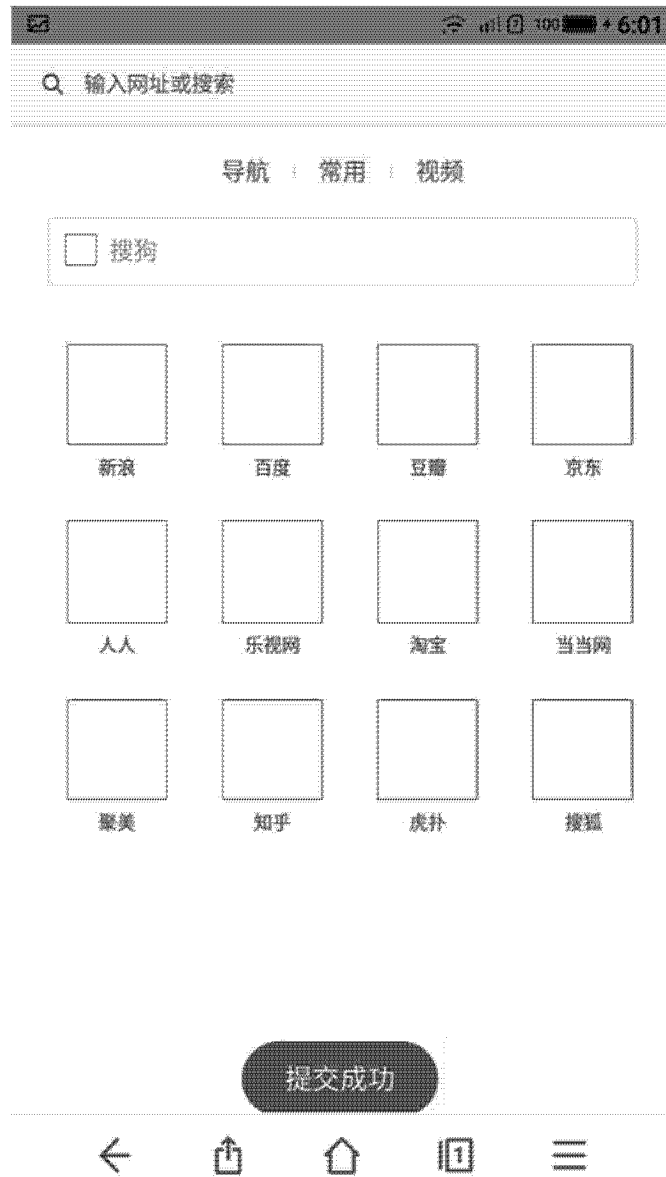 100 6:01
输入网址或搜索
导航 常用 视频
搜狗
新浪 百度 豆瓣 京东
人人 乐视网 淘宝 当当网
聚美 知乎 虎扑 搜狐
提交成功
1